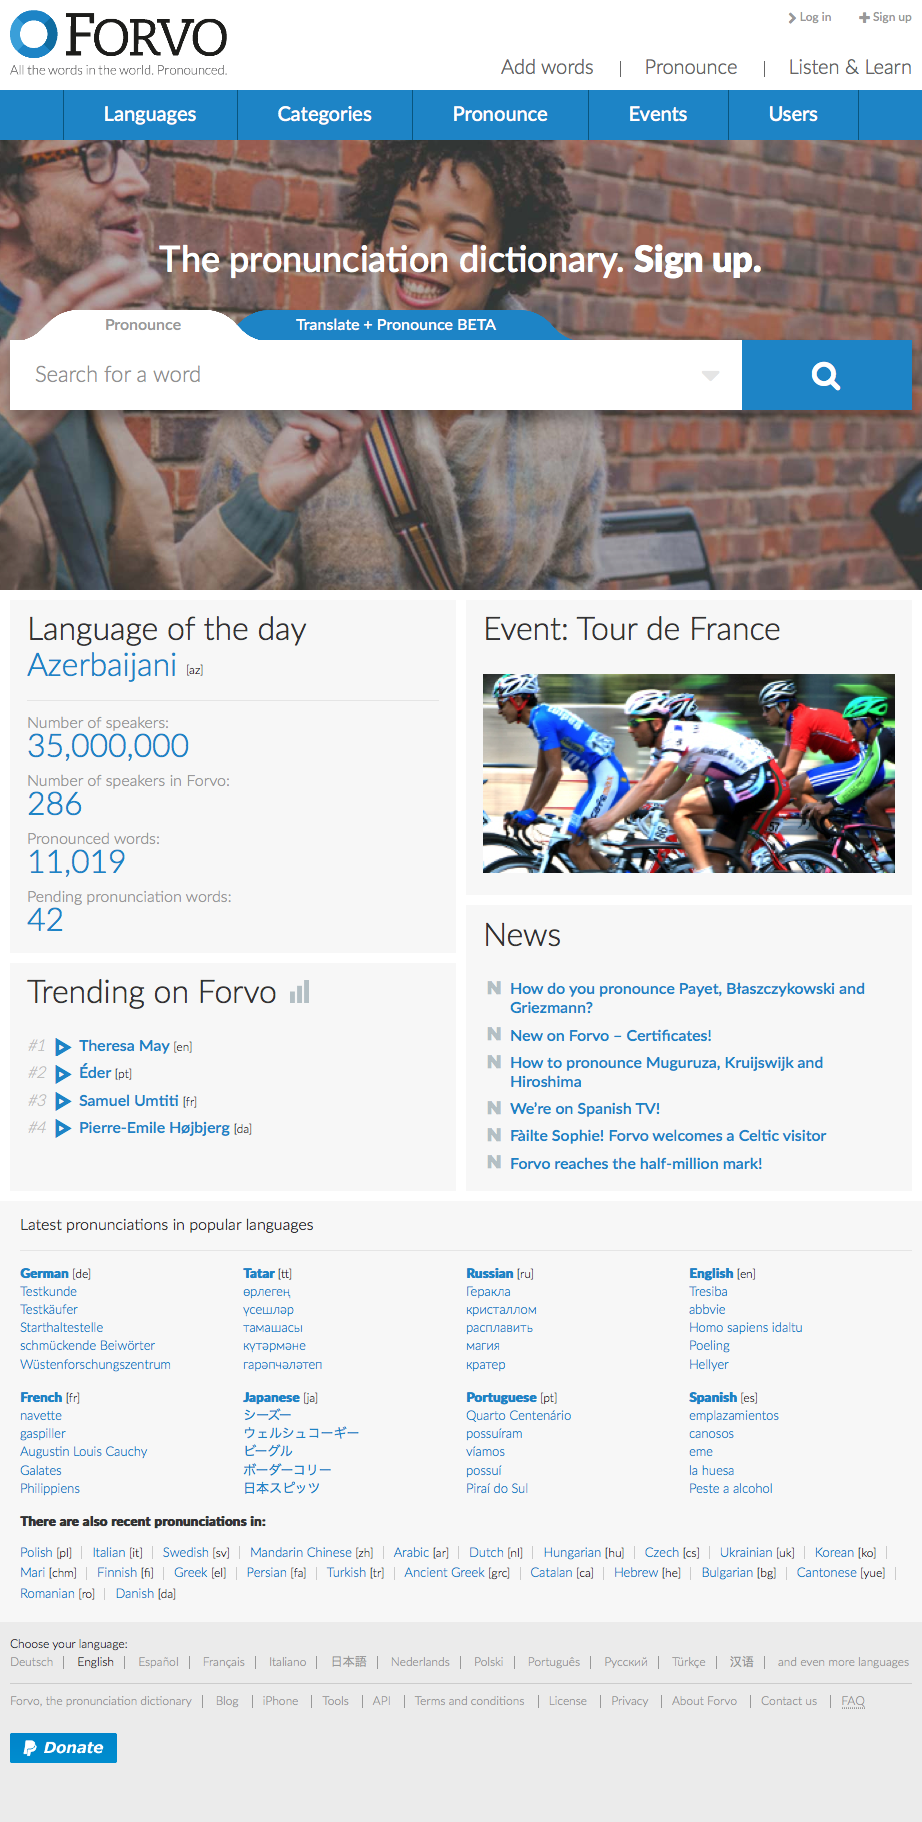 FORVO
All the words in the world. Pronounced.
Log in
Sign up
Add words | Pronounce | Listen & Learn
Languages
Categories
Pronounce
Events
Users
The pronunciation dictionary. Sign up.
Pronounce
Translate + Pronounce BETA
Search for a word
Language of the day
Azerbaijani [az]
Number of speakers:
35,000,000
Number of speakers in Forvo:
286
Pronounced words:
11,019
Pending pronunciation words:
42
Trending on Forvo
#1 Theresa May [en]
#2 Éder [pt]
#3 Samuel Umtiti [fr]
#4 Pierre-Emile Højbjerg [da]
Event: Tour de France
News
N How do you pronounce Payet, Błaszczykowski and
Griezmann?
N New on Forvo – Certificates!
N How to pronounce Muguruza, Kruijswijk and
Hiroshima
N We're on Spanish TV!
N Fàilte Sophie! Forvo welcomes a Celtic visitor
N Forvo reaches the half-million mark!
Latest pronunciations in popular languages
German [de]
Testkunde
Testkäufer
Starthaltestelle
schmückende Beiwörter
Wüstenforschungszentrum
Tatar [tt]
өрлегең
үсешләр
тамашасы
күтәрмәне
гарәпчәләтеп
Russian [ru]
Геракла
кристаллом
расплавить
магия
кратер
English [en]
Tresiba
abbvie
Homo sapiens idaltu
Poeling
Hellyer
French [fr]
navette
gaspiller
Augustin Louis Cauchy
Galates
Philippiens
Japanese [ja]
シーズー
ウェルシュコーギー
ビーグル
ボーダーコリー
日本スピッツ
Portuguese [pt]
Quarto Centenário
possuíram
víamos
possuí
Piraí do Sul
Spanish [es]
emplazamientos
canosos
eme
la huesa
Peste a alcohol
There are also recent pronunciations in:
Polish [pl] | Italian [it] | Swedish [sv] | Mandarin Chinese [zh] | Arabic [ar] | Dutch [nl] | Hungarian [hu] | Czech [cs] | Ukrainian [uk] | Korean [ko] |
Mari [chm] | Finnish [fi] | Greek [el] | Persian [fa] | Turkish [tr] | Ancient Greek [grc] | Catalan [ca] | Hebrew [he] | Bulgarian [bg] | Cantonese [yue] |
Romanian [ro] | Danish [da]
Choose your language:
Deutsch | English | Español | Français | Italiano | 日本語 | Nederlands | Polski | Português | Русский | Türkçe | 汉语 | and even more languages
Forvo, the pronunciation dictionary | Blog | iPhone | Tools | API | Terms and conditions | License | Privacy | About Forvo | Contact us | FAQ
Donate